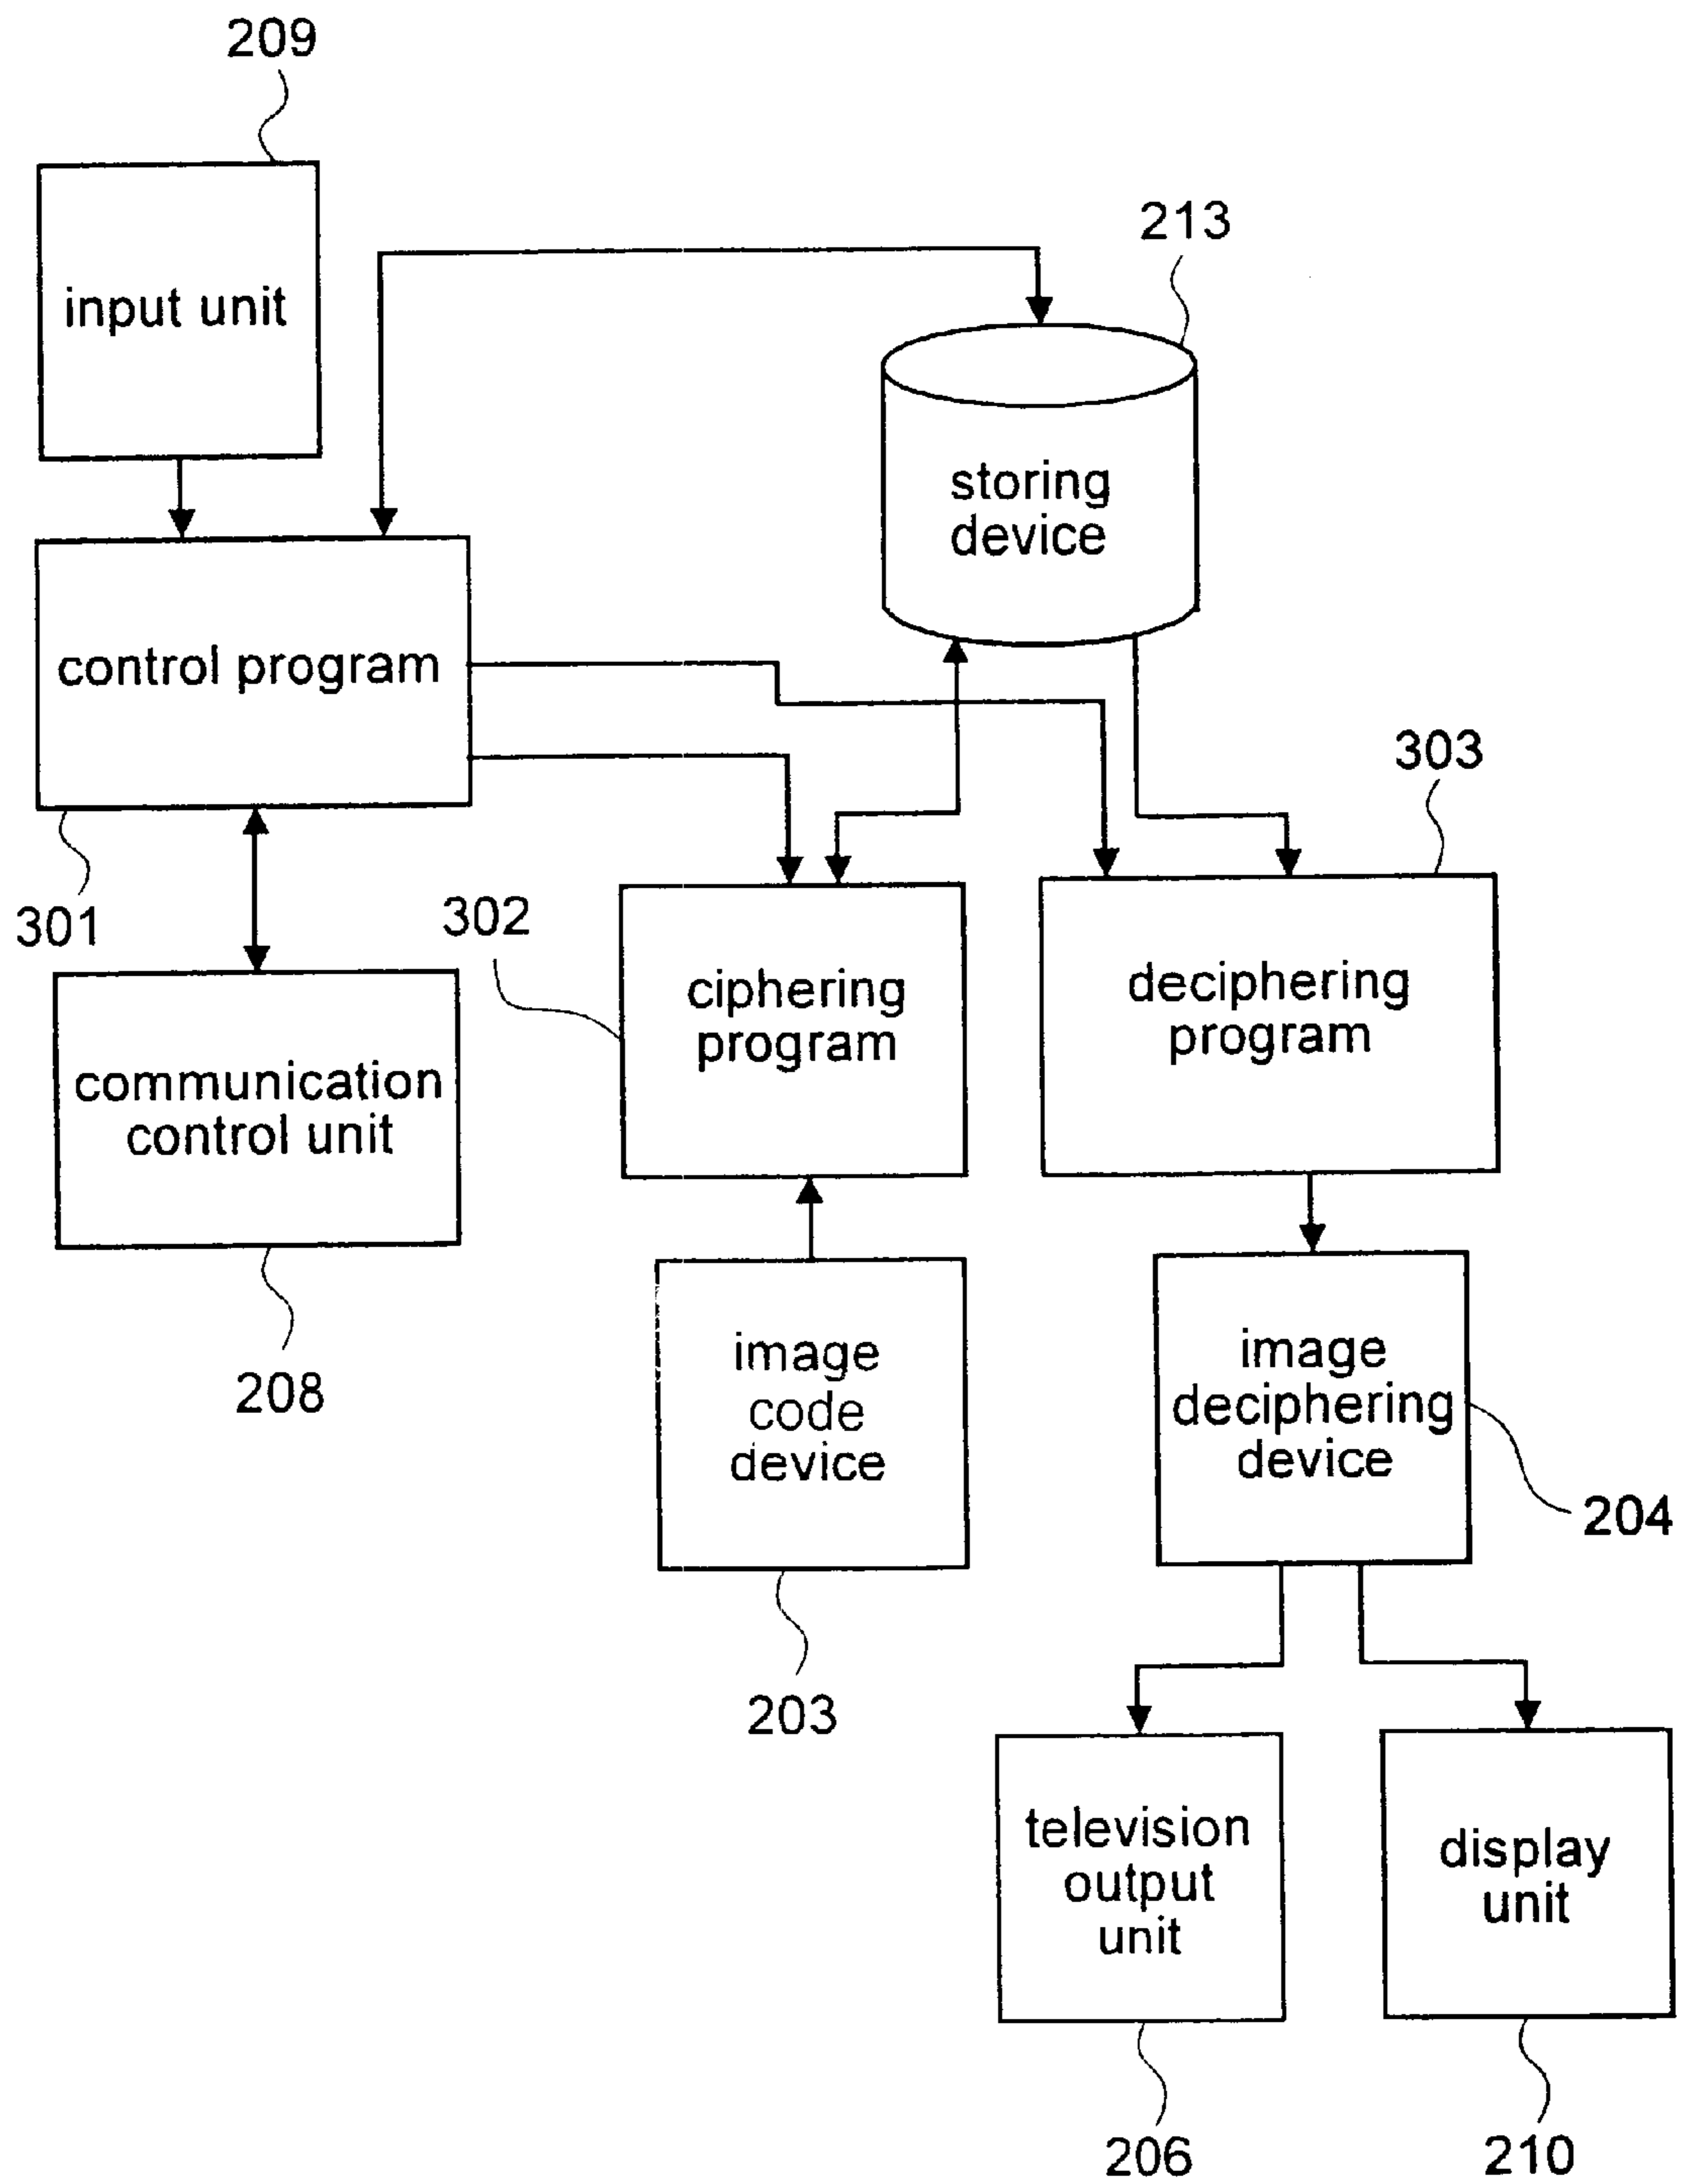 209
input unit
213
storing
device
control program
301
303
302
ciphering
program
deciphering
program
communication
control unit
208
image
code
device
203
image
deciphering
device
204
television
output
unit
206
display
unit
210